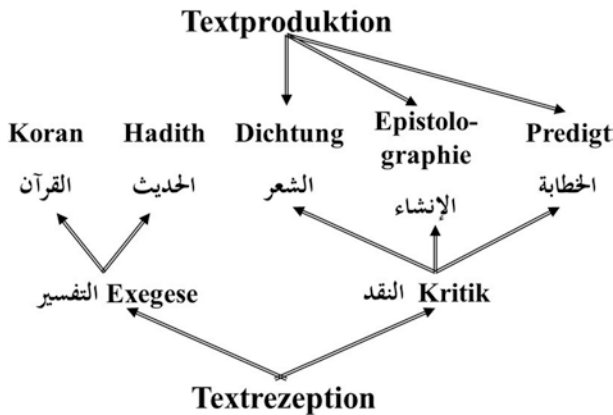 Textproduktion
Koran Hadith Dichtung Epistolo-
graphie Predigt
القرآن الحديث الشعر الإنشاء الخطابة
التفسير Exegese النقد Kritik
Textrezeption